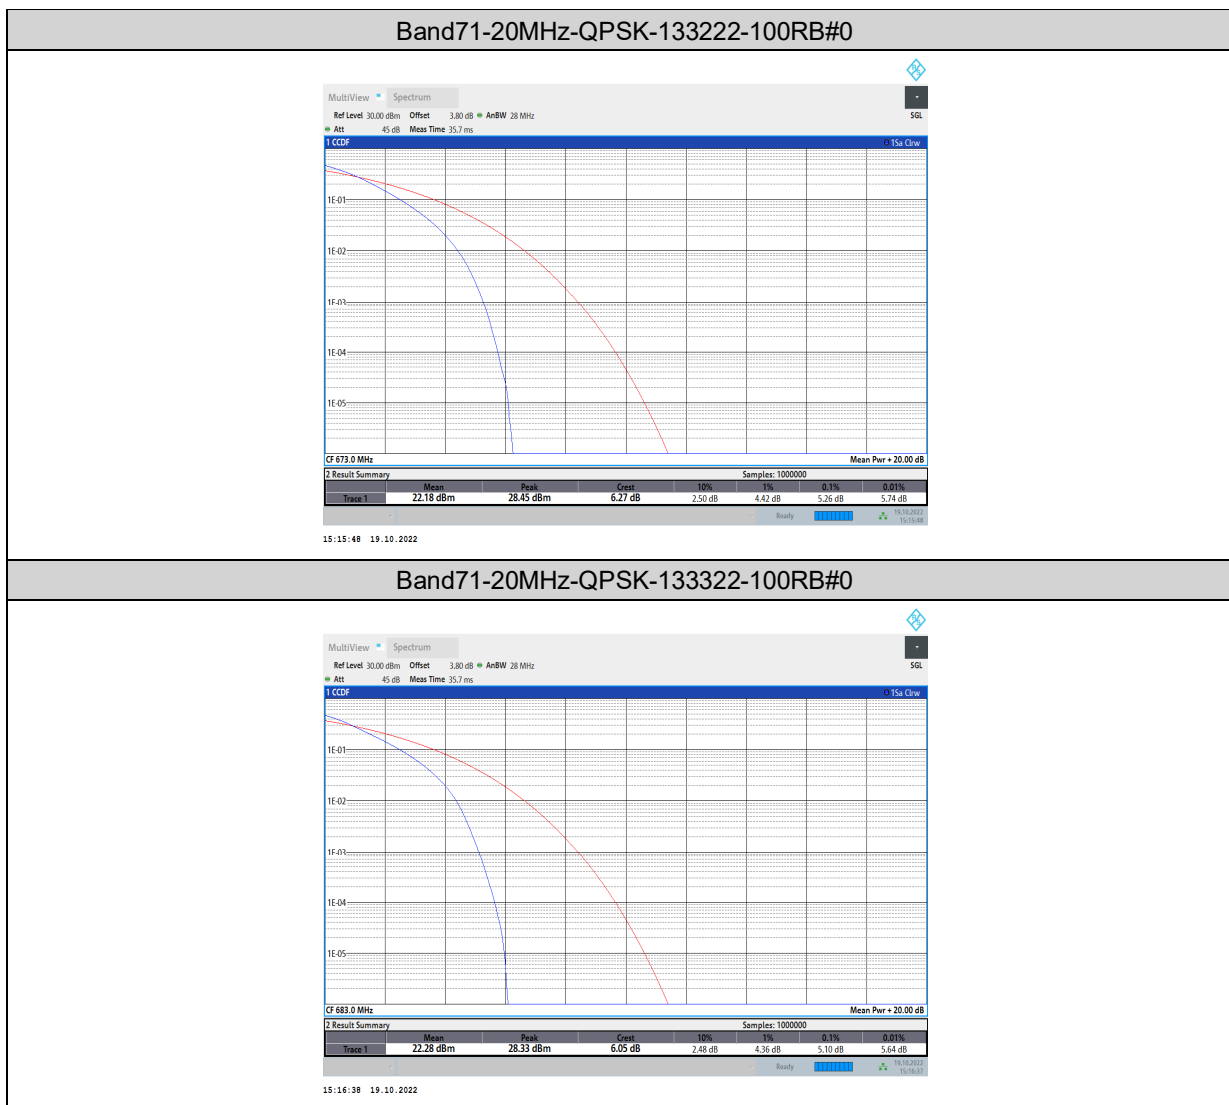 Band71-20MHz-QPSK-133222-100RB#0
MultiView Spectrum
Ref Level 30.00 dBm Offset 3.80 dB AnBW 28 MHz SGL
Att 45 dB Meas Time 35.7 ms
1 CCDF 1Sa Clrw
1E-01
1E-02
1E-03
1E-04
1E-05
CF 673.0 MHz Mean Pwr + 20.00 dB
2 Result Summary Samples: 1000000
Mean Peak Crest 10% 1% 0.1% 0.01%
Trace 1 22.18 dBm 28.45 dBm 6.27 dB 2.50 dB 4.42 dB 5.26 dB 5.74 dB
Ready 19.10.2022
15:15:48
15:15:48 19.10.2022
Band71-20MHz-QPSK-133322-100RB#0
MultiView Spectrum
Ref Level 30.00 dBm Offset 3.80 dB AnBW 28 MHz SGL
Att 45 dB Meas Time 35.7 ms
1 CCDF 1Sa Clrw
1E-01
1E-02
1E-03
1E-04
1E-05
CF 683.0 MHz Mean Pwr + 20.00 dB
2 Result Summary Samples: 1000000
Mean Peak Crest 10% 1% 0.1% 0.01%
Trace 1 22.28 dBm 28.33 dBm 6.05 dB 2.48 dB 4.36 dB 5.10 dB 5.64 dB
Ready 19.10.2022
15:16:37
15:16:38 19.10.2022